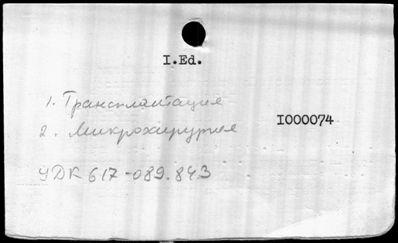 I.Ed.
1. Трансплантация
2. Микрохирургия
I000074
УДК 617-089.843